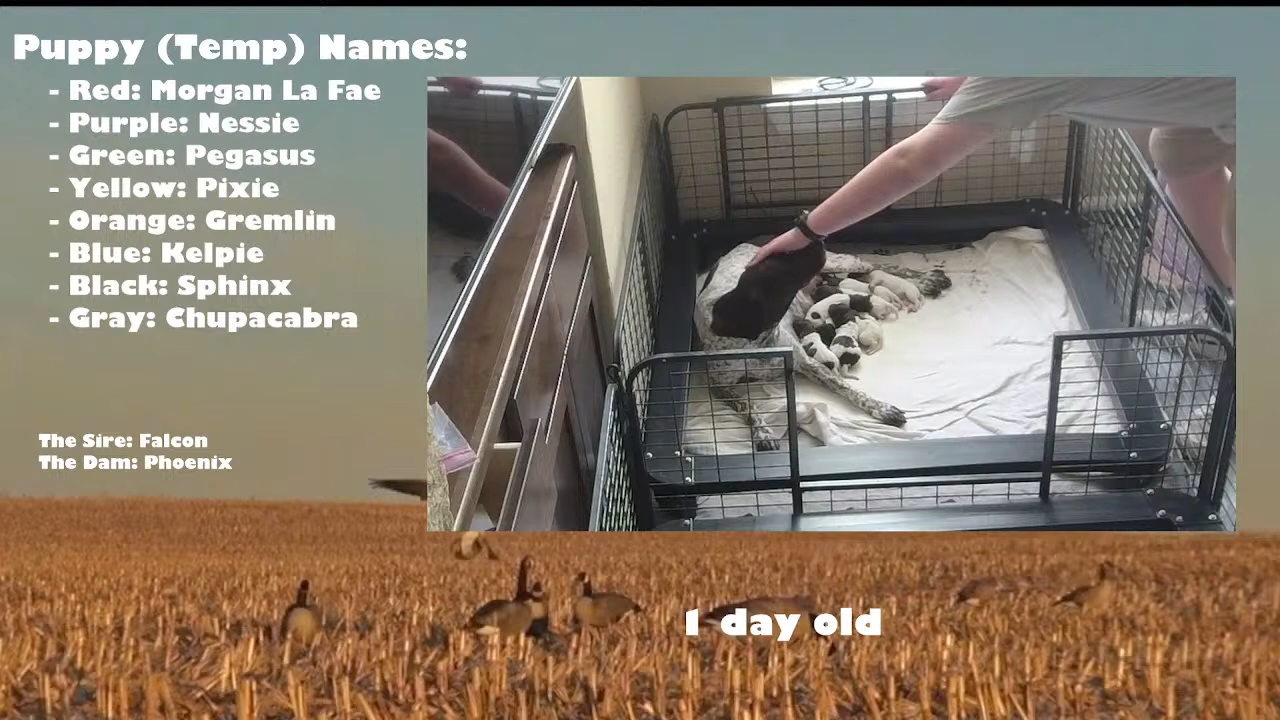 Puppy (Temp) Names:
- Red: Morgan La Fae
- Purple: Nessie
- Green: Pegasus
- Yellow: Pixie
- Orange: Gremlin
- Blue: Kelpie
- Black: Sphinx
- Gray: Chupacabra
The Sire: Falcon
The Dam: Phoenix
1 day old